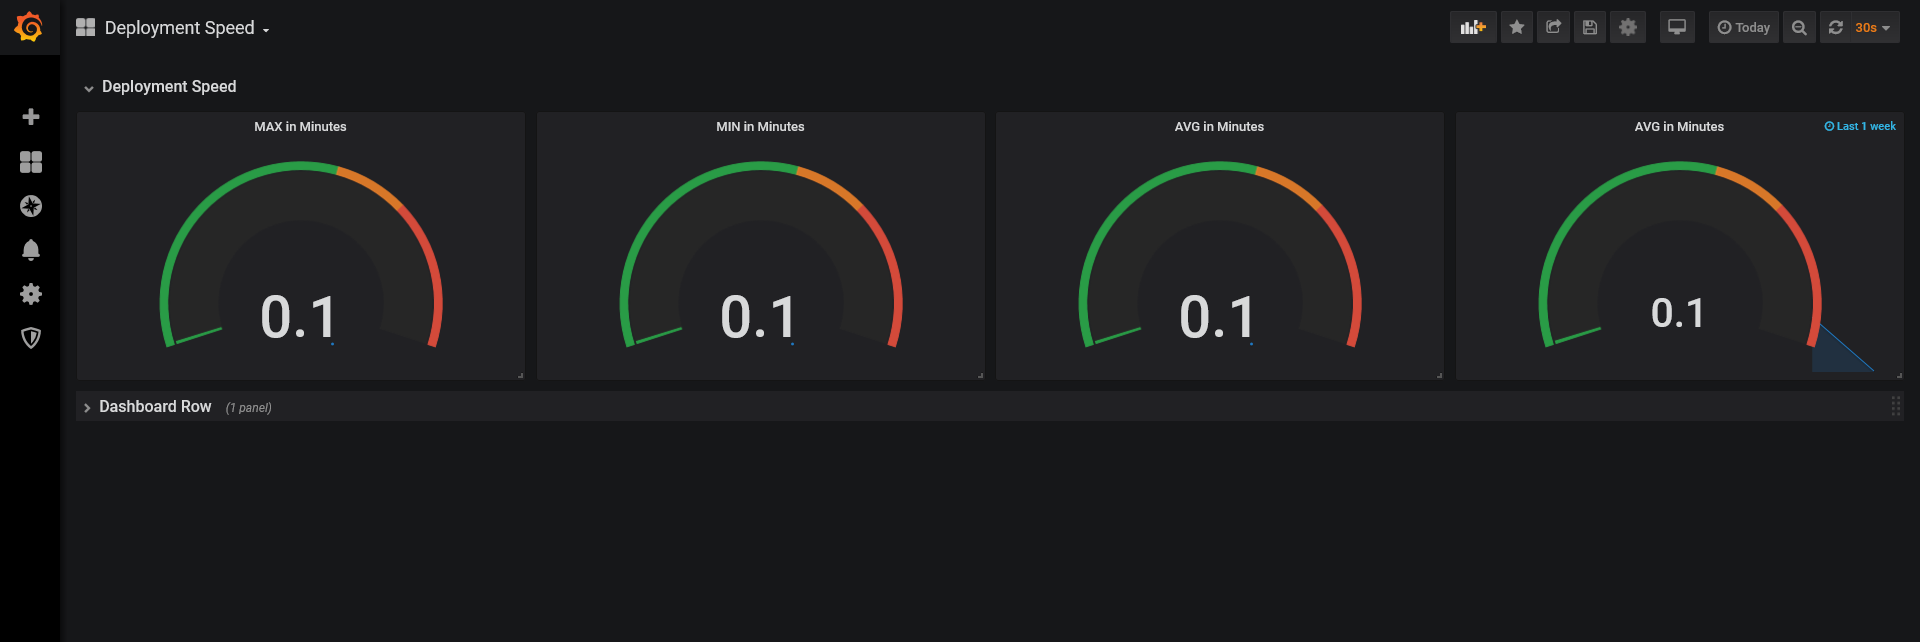 Deployment Speed
Today
30s
Deployment Speed
MAX in Minutes
MIN in Minutes
AVG in Minutes
AVG in Minutes
Last 1 week
0.1
0.1
0.1
0.1
Dashboard Row (1 panel)